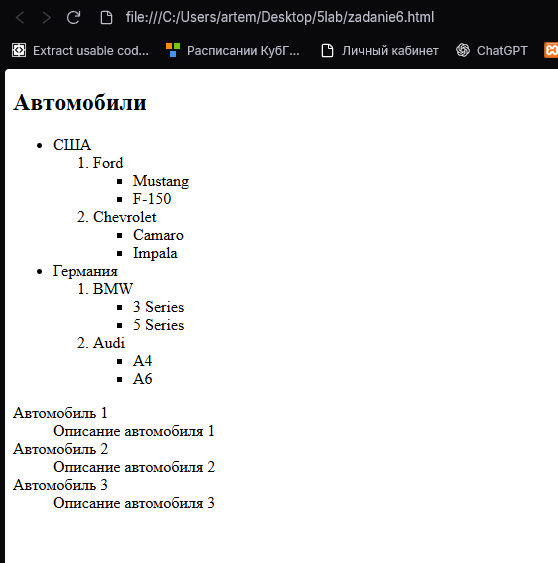 file:///C:/Users/artem/Desktop/5lab/zadanie6.html
Extract usable cod... Расписании КубГ... Личный кабинет ChatGPT
Автомобили
• США
1. Ford
▪ Mustang
▪ F-150
2. Chevrolet
▪ Camaro
▪ Impala
• Германия
1. BMW
▪ 3 Series
▪ 5 Series
2. Audi
▪ A4
▪ A6
Автомобиль 1
Описание автомобиля 1
Автомобиль 2
Описание автомобиля 2
Автомобиль 3
Описание автомобиля 3